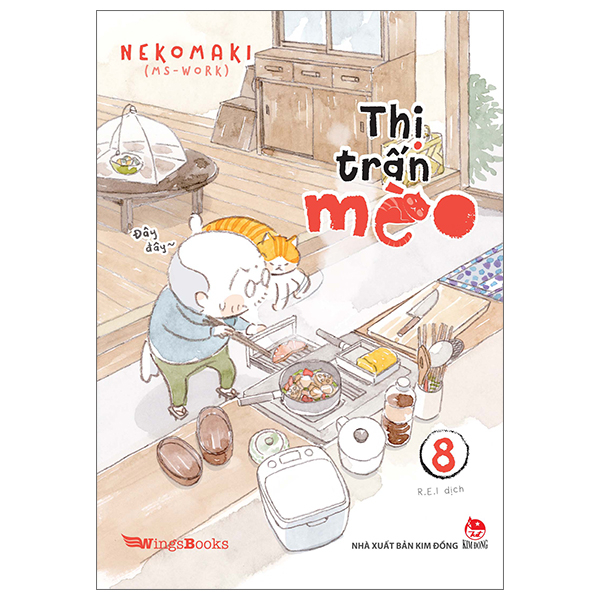 NEKOMAKI
(MS-WORK)
Thị
trấn
mèo
Đây
đây~
8
R.E.I dịch
WingsBooks
NHÀ XUẤT BẢN KIM ĐỒNG
KIM ĐỒNG